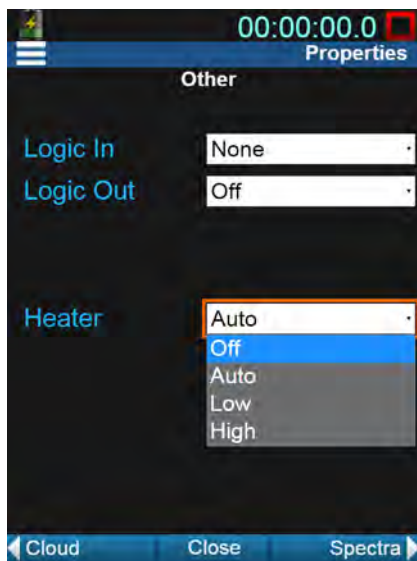 00:00:00.0
Properties
Other
Logic In None
Logic Out Off
Heater Auto
Off
Auto
Low
High
Cloud Close Spectra